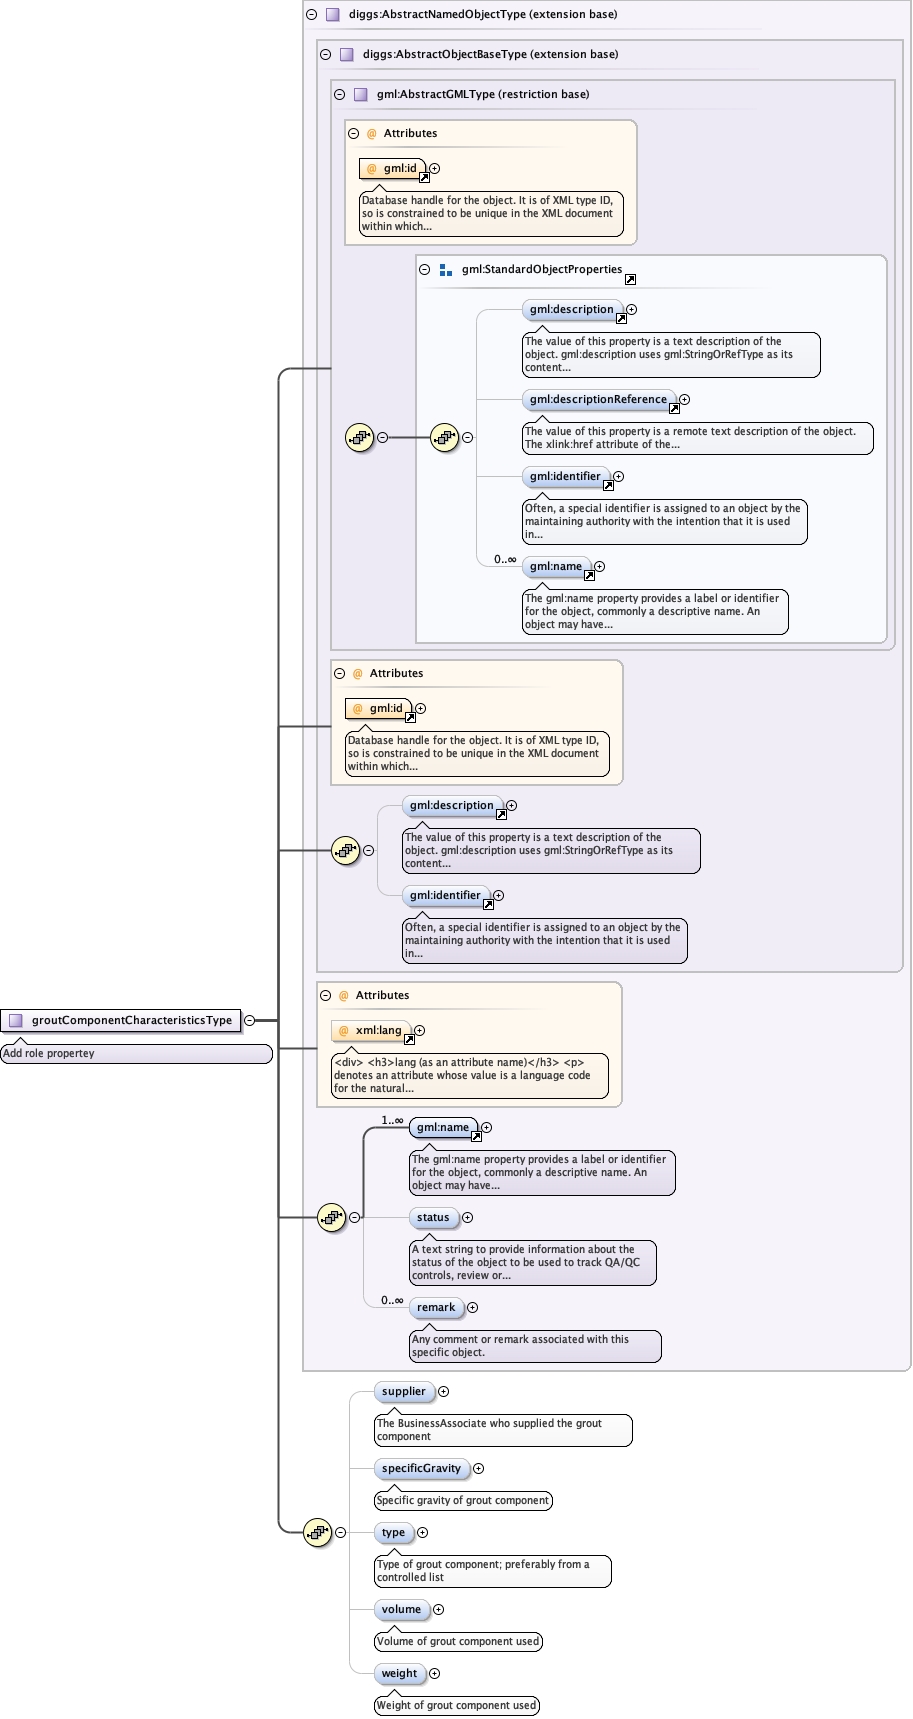 diggs:AbstractNamedObjectType (extension base)
diggs:AbstractObjectBaseType (extension base)
gml:AbstractGMLType (restriction base)
@ Attributes
@ gml:id
Database handle for the object. It is of XML type ID,
so is constrained to be unique in the XML document
within which...
gml:StandardObjectProperties
gml:description
The value of this property is a text description of the
object. gml:description uses gml:StringOrRefType as its
content...
gml:descriptionReference
The value of this property is a remote text description of the object.
The xlink:href attribute of the...
gml:identifier
Often, a special identifier is assigned to an object by the
maintaining authority with the intention that it is used
in...
0..∞
gml:name
The gml:name property provides a label or identifier
for the object, commonly a descriptive name. An
object may have...
@ Attributes
@ gml:id
Database handle for the object. It is of XML type ID,
so is constrained to be unique in the XML document
within which...
gml:description
The value of this property is a text description of the
object. gml:description uses gml:StringOrRefType as its
content...
gml:identifier
Often, a special identifier is assigned to an object by the
maintaining authority with the intention that it is used
in...
@ Attributes
groutComponentCharacteristicsType
Add role propertey
@ xml:lang
<div> <h3>lang (as an attribute name)</h3> <p>
denotes an attribute whose value is a language code
for the natural...
1..∞
gml:name
The gml:name property provides a label or identifier
for the object, commonly a descriptive name. An
object may have...
status
A text string to provide information about the
status of the object to be used to track QA/QC
controls, review or...
0..∞
remark
Any comment or remark associated with this
specific object.
supplier
The BusinessAssociate who supplied the grout
component
specificGravity
Specific gravity of grout component
type
Type of grout component; preferably from a
controlled list
volume
Volume of grout component used
weight
Weight of grout component used